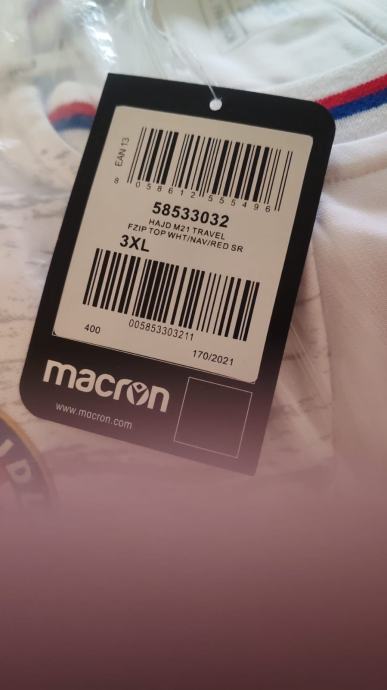 EAN 13
8 058612 555496
58533032
HAJD M21 TRAVEL
FZIP TOP WHT/NAV/RED SR
3XL
005853303211
400
170/2021
macron
www.macron.com